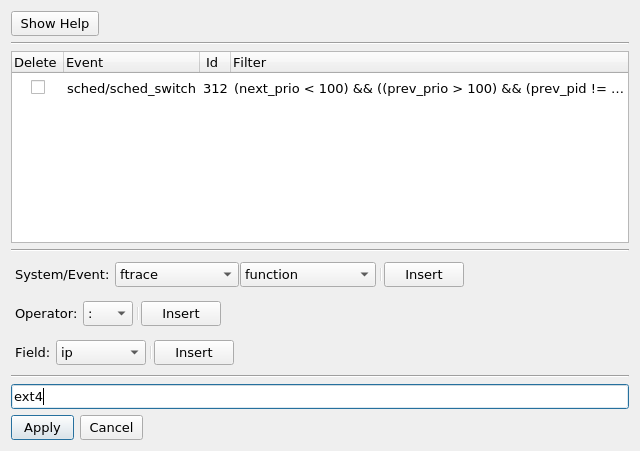 Show Help
Delete Event Id Filter
sched/sched_switch 312 (next_prio < 100) && ((prev_prio > 100) && (prev_pid != ...
System/Event: ftrace function Insert
Operator: : Insert
Field: ip Insert
ext4
Apply Cancel